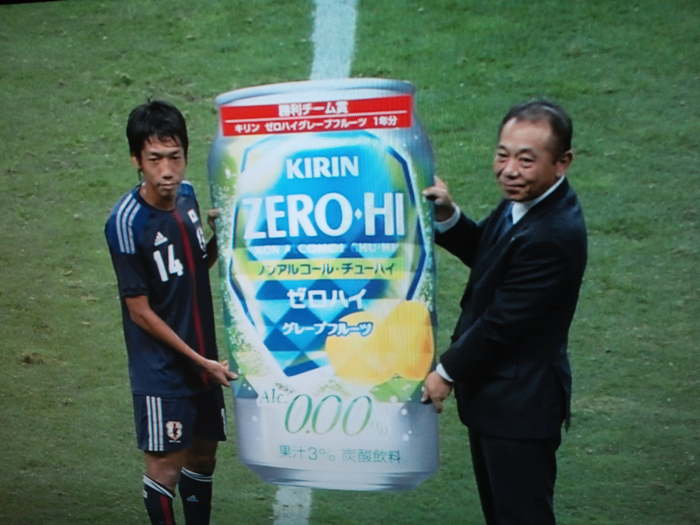 勝利チーム賞
キリン ゼロハイグレープフルーツ 1年分
KIRIN
ZERO·HI
ノンアルコール・チューハイ
ゼロハイ
グレープフルーツ
Alc. 0.00%
果汁3% 炭酸飲料
adidas
14